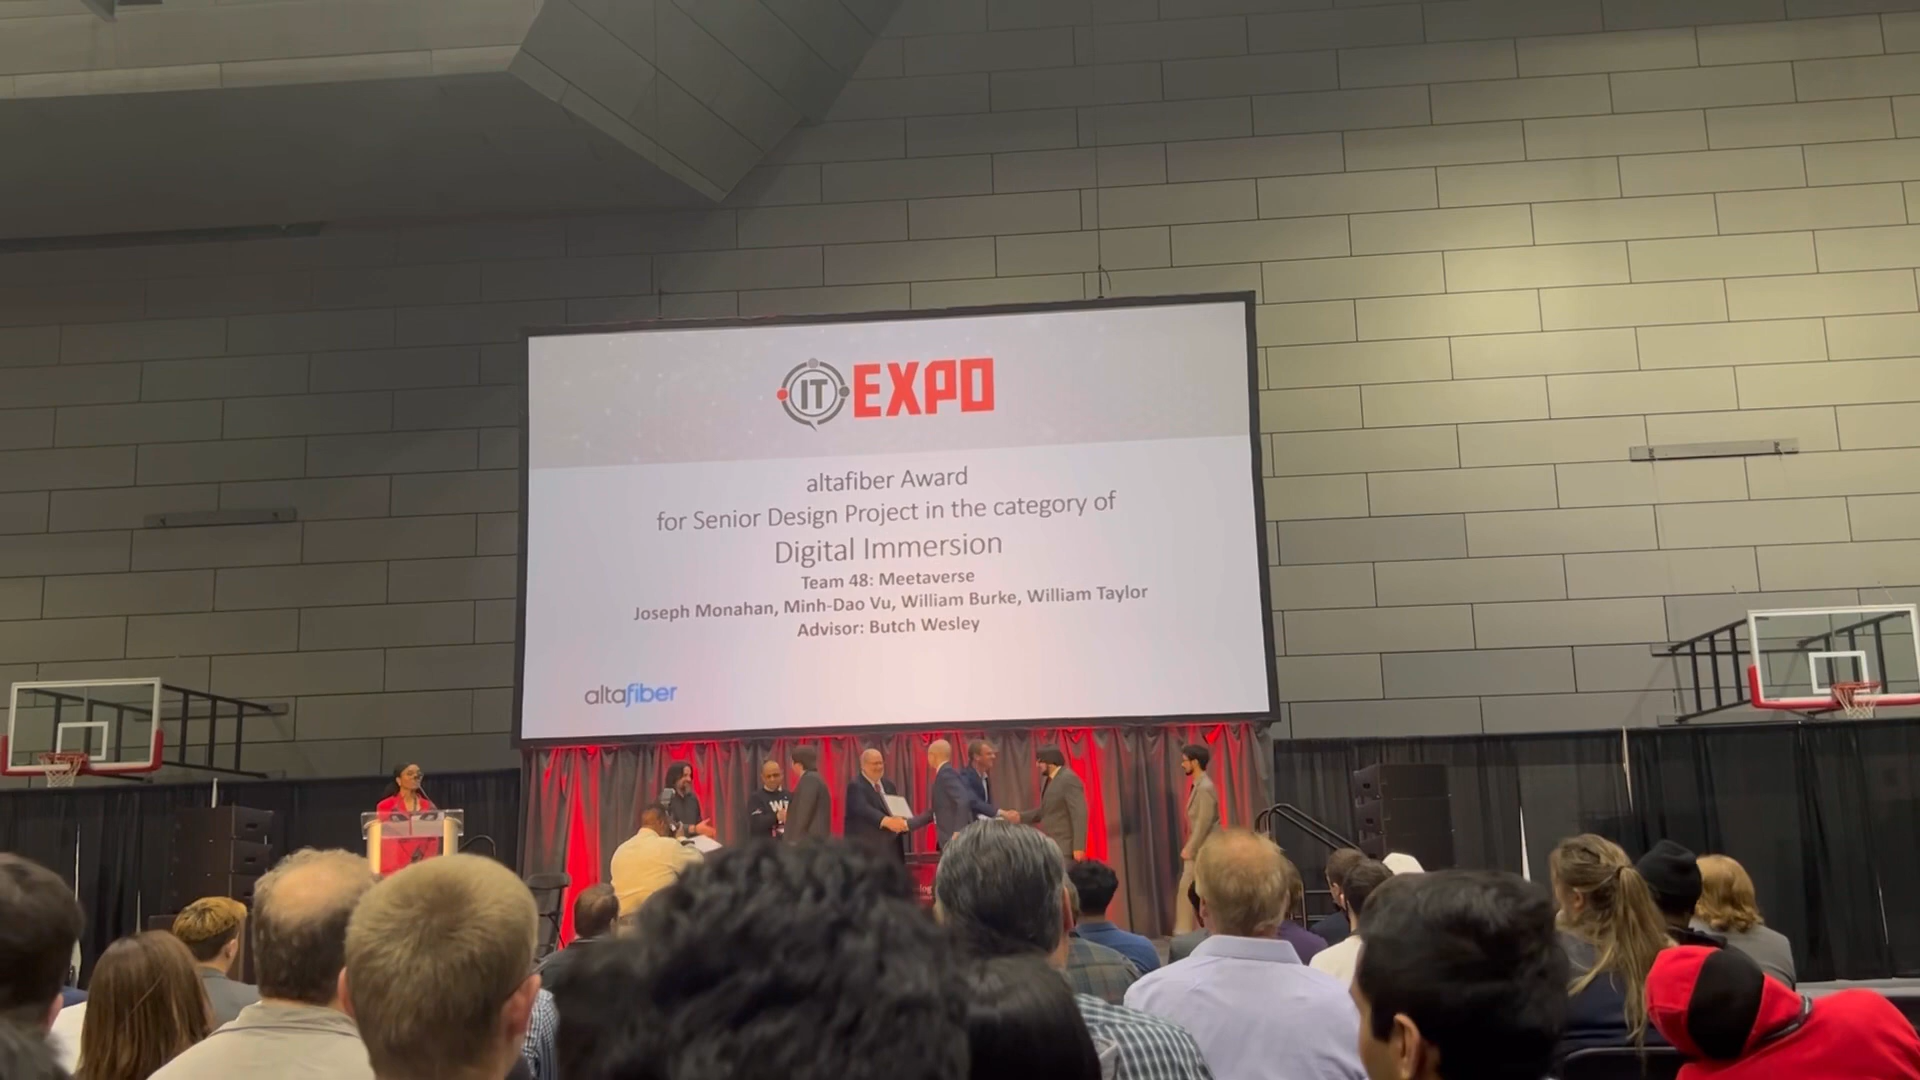 IT EXPO
altafiber Award
for Senior Design Project in the category of
Digital Immersion
Team 48: Meetaverse
Joseph Monahan, Minh-Dao Vu, William Burke, William Taylor
Advisor: Butch Wesley
altafiber